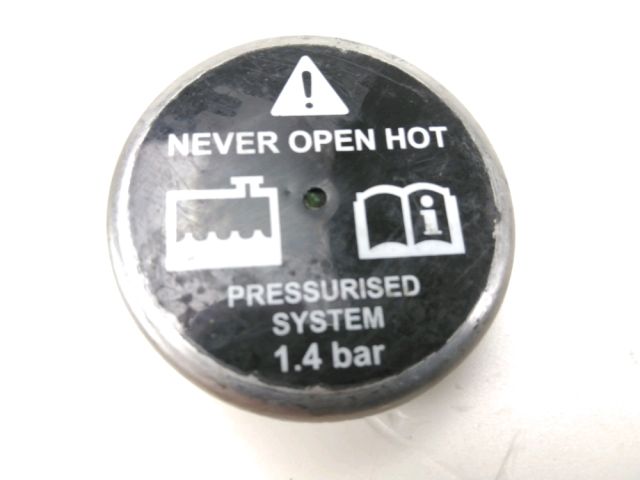 NEVER OPEN HOT
PRESSURISED
SYSTEM
1.4 bar